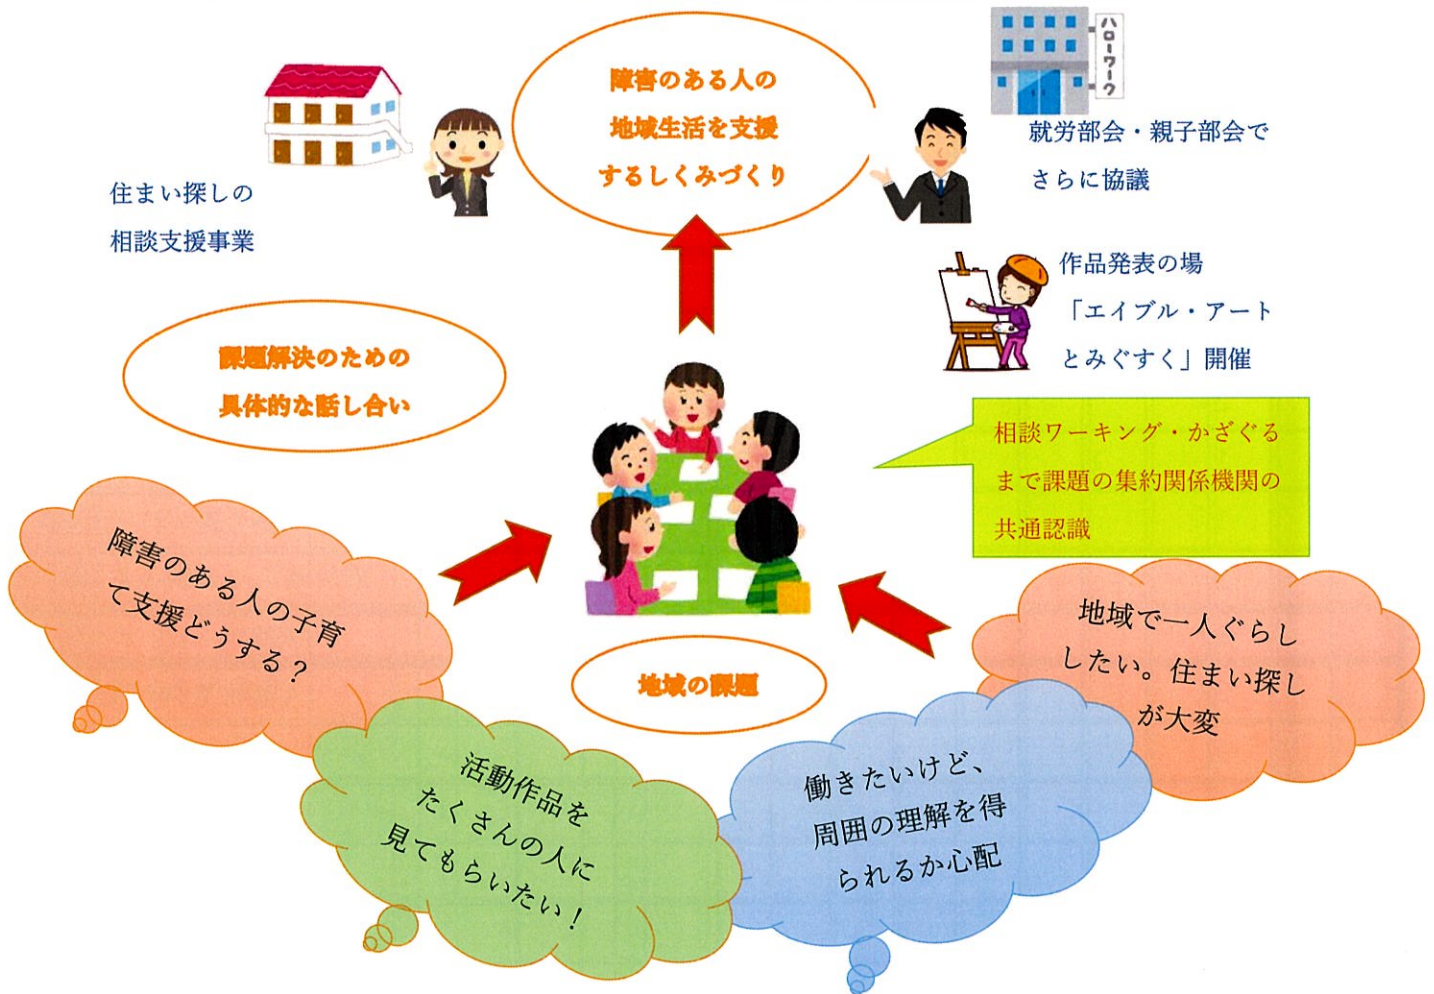 障害のある人の
地域生活を支援
するしくみづくり
ハローワーク
就労部会・親子部会で
さらに協議
住まい探しの
相談支援事業
作品発表の場
「エイブル・アート
とみぐすく」開催
課題解決のための
具体的な話し合い
相談ワーキング・かざぐる
まで課題の集約関係機関の
共通認識
障害のある人の子育
て支援どうする?
地域で一人ぐらし
したい。住まい探し
が大変
地域の課題
活動作品を
たくさんの人に
見てもらいたい!
働きたいけど、
周囲の理解を得
られるか心配